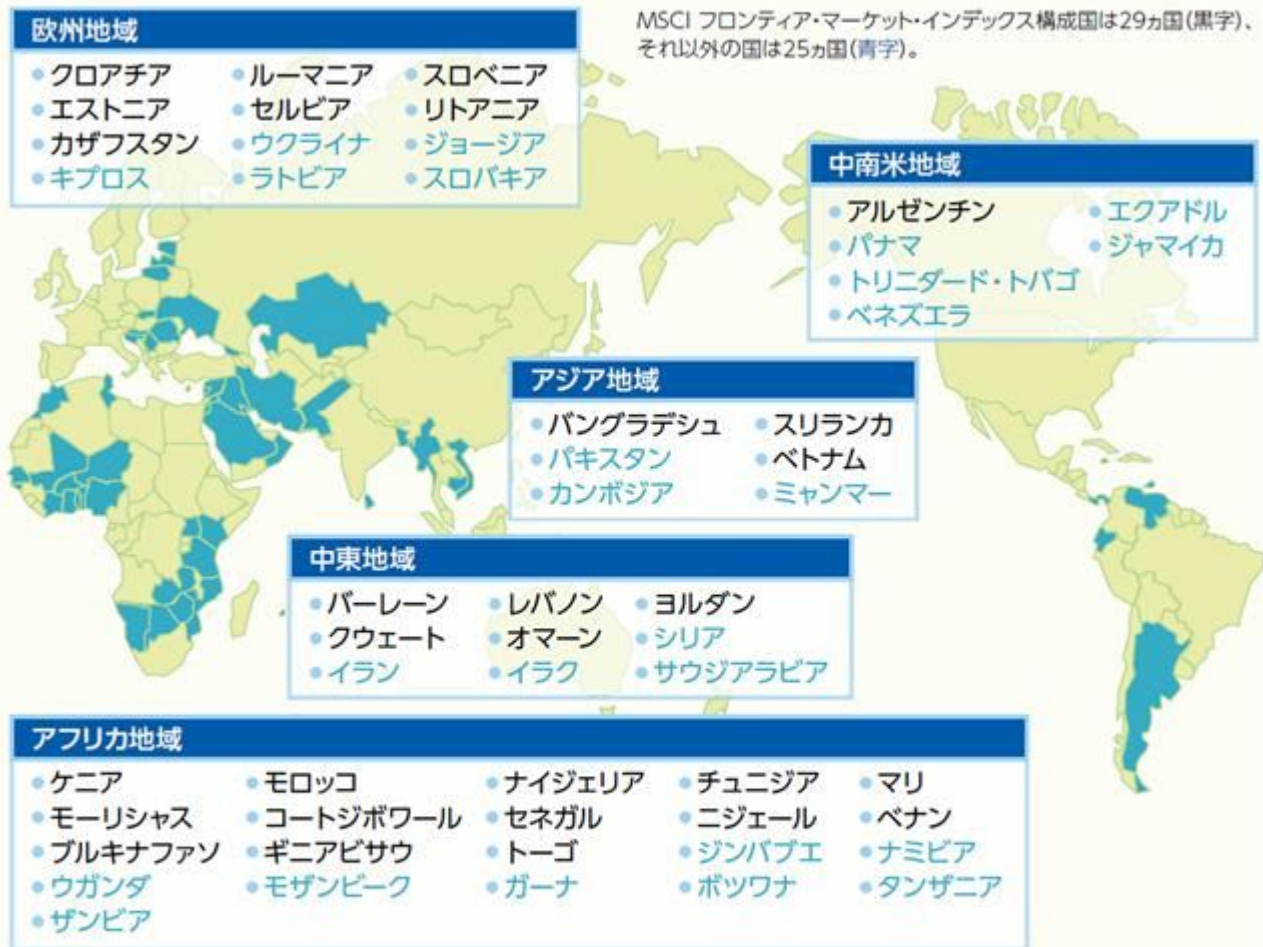 MSCI フロンティア・マーケット・インデックス構成国は29ヵ国(黒字)、
それ以外の国は25ヵ国(青字)。
欧州地域
・クロアチア ・ルーマニア ・スロベニア
・エストニア ・セルビア ・リトアニア
・カザフスタン ・ウクライナ ・ジョージア
・キプロス ・ラトビア ・スロバキア
中南米地域
・アルゼンチン ・エクアドル
・パナマ ・ジャマイカ
・トリニダード・トバゴ
・ベネズエラ
アジア地域
・バングラデシュ ・スリランカ
・パキスタン ・ベトナム
・カンボジア ・ミャンマー
中東地域
・バーレーン ・レバノン ・ヨルダン
・クウェート ・オマーン ・シリア
・イラン ・イラク ・サウジアラビア
アフリカ地域
・ケニア ・モロッコ ・ナイジェリア ・チュニジア ・マリ
・モーリシャス ・コートジボワール ・セネガル ・ニジェール ・ベナン
・ブルキナファソ ・ギニアビサウ ・トーゴ ・ジンバブエ ・ナミビア
・ウガンダ ・モザンビーク ・ガーナ ・ボツワナ ・タンザニア
・ザンビア